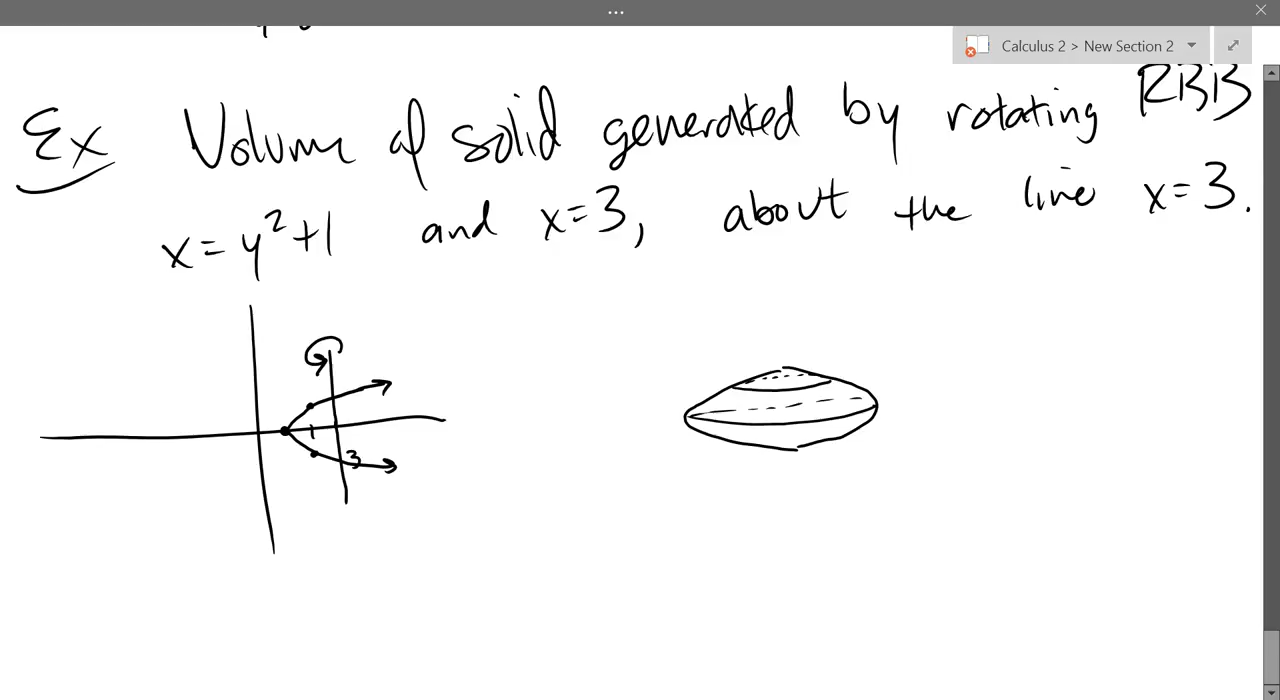 ...
Calculus 2 > New Section 2
Ex Volume of solid generated by rotating RBB
x = y²+1 and x=3, about the line x=3.
1
3